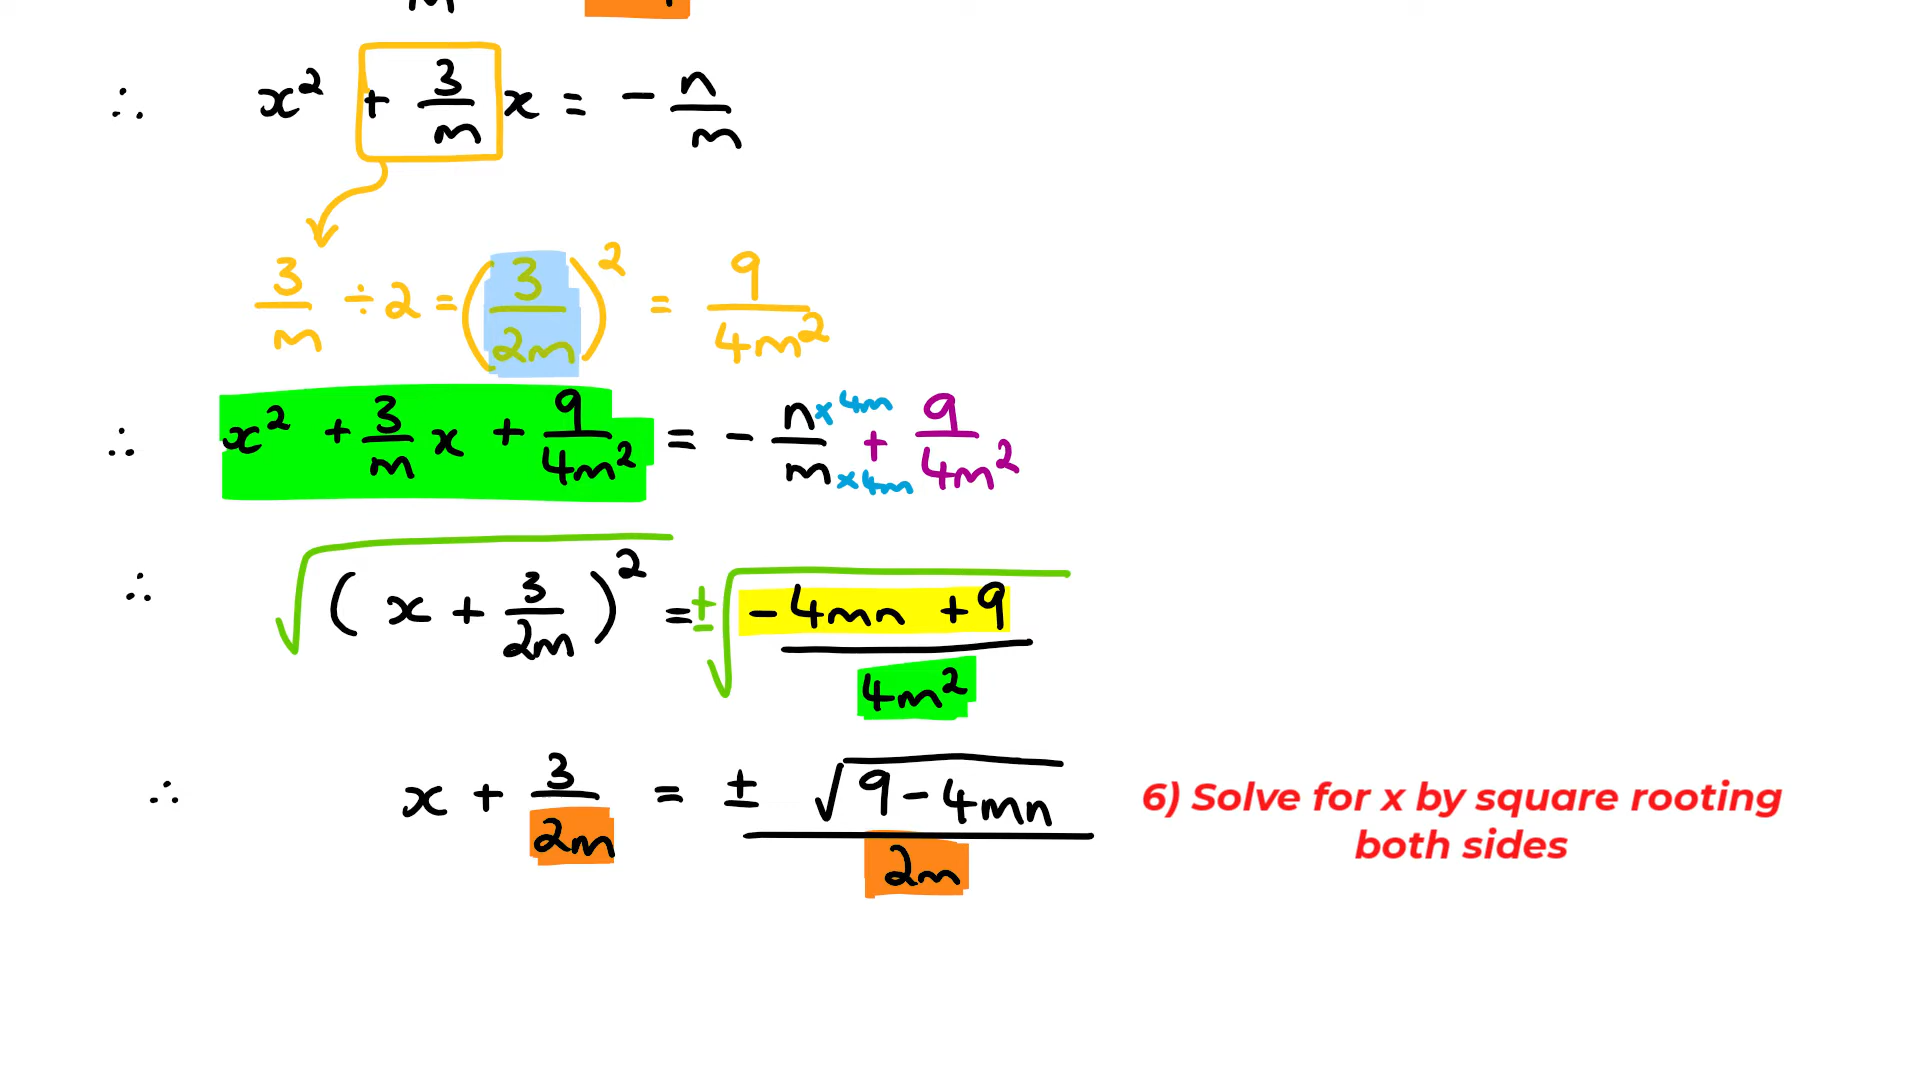 m
∴ x² + 3/m x = - n/m
3/m ÷ 2 = (3/2m)² = 9/4m²
∴ x² + 3/m x + 9/4m² = - n x 4m/m x 4m + 9/4m²
∴ √(x + 3/2m)² = ± √-4mn + 9/4m²
∴ x + 3/2m = ± √9 - 4mn/2m
6) Solve for x by square rooting
both sides